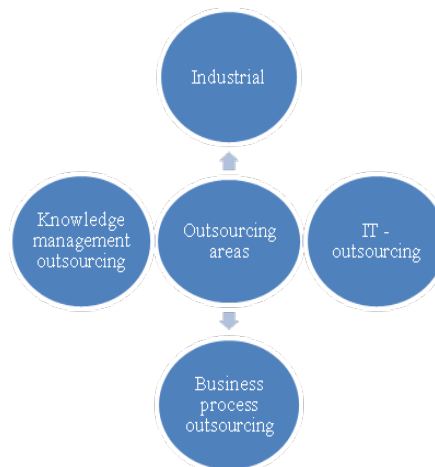 Industrial
Knowledge
management
outsourcing
Outsourcing
areas
IT -
outsourcing
Business
process
outsourcing